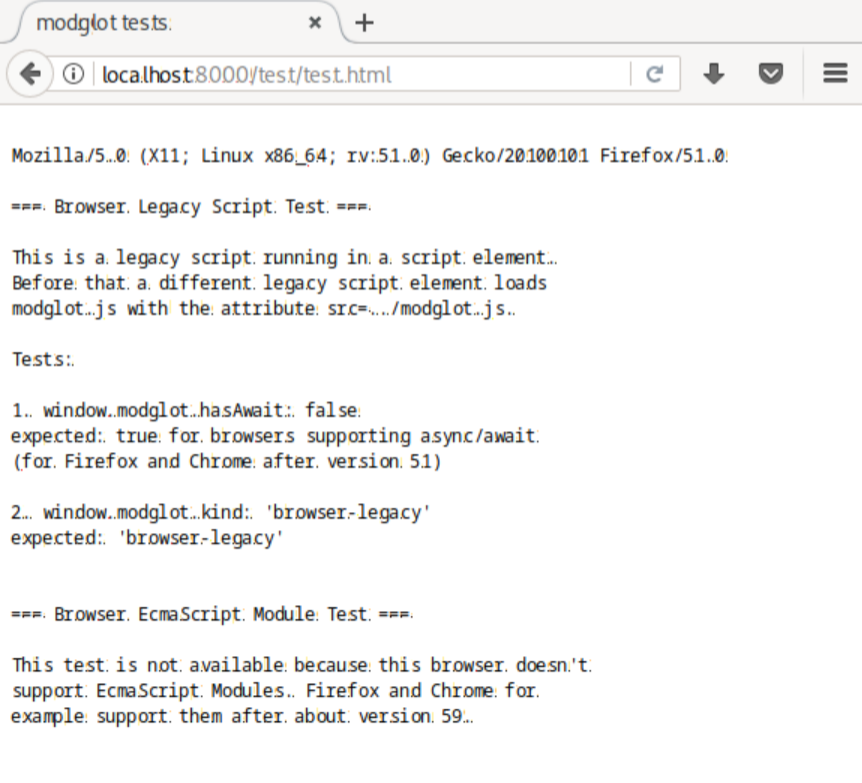 modglot tests
localhost:8000/test/test.html
Mozilla/5.0 (X11; Linux x86_64; rv:51.0) Gecko/20100101 Firefox/51.0
=== Browser Legacy Script Test ===
This is a legacy script running in a script element.
Before that a different legacy script element loads
modglot.js with the attribute src=../modglot.js.
Tests:
1. window.modglot.hasAwait: false
expected: true for browsers supporting async/await
(for Firefox and Chrome after version 51)
2. window.modglot.kind: 'browser-legacy'
expected: 'browser-legacy'
=== Browser EcmaScript Module Test ===
This test is not available because this browser doesn't
support EcmaScript Modules. Firefox and Chrome for
example support them after about version 59.